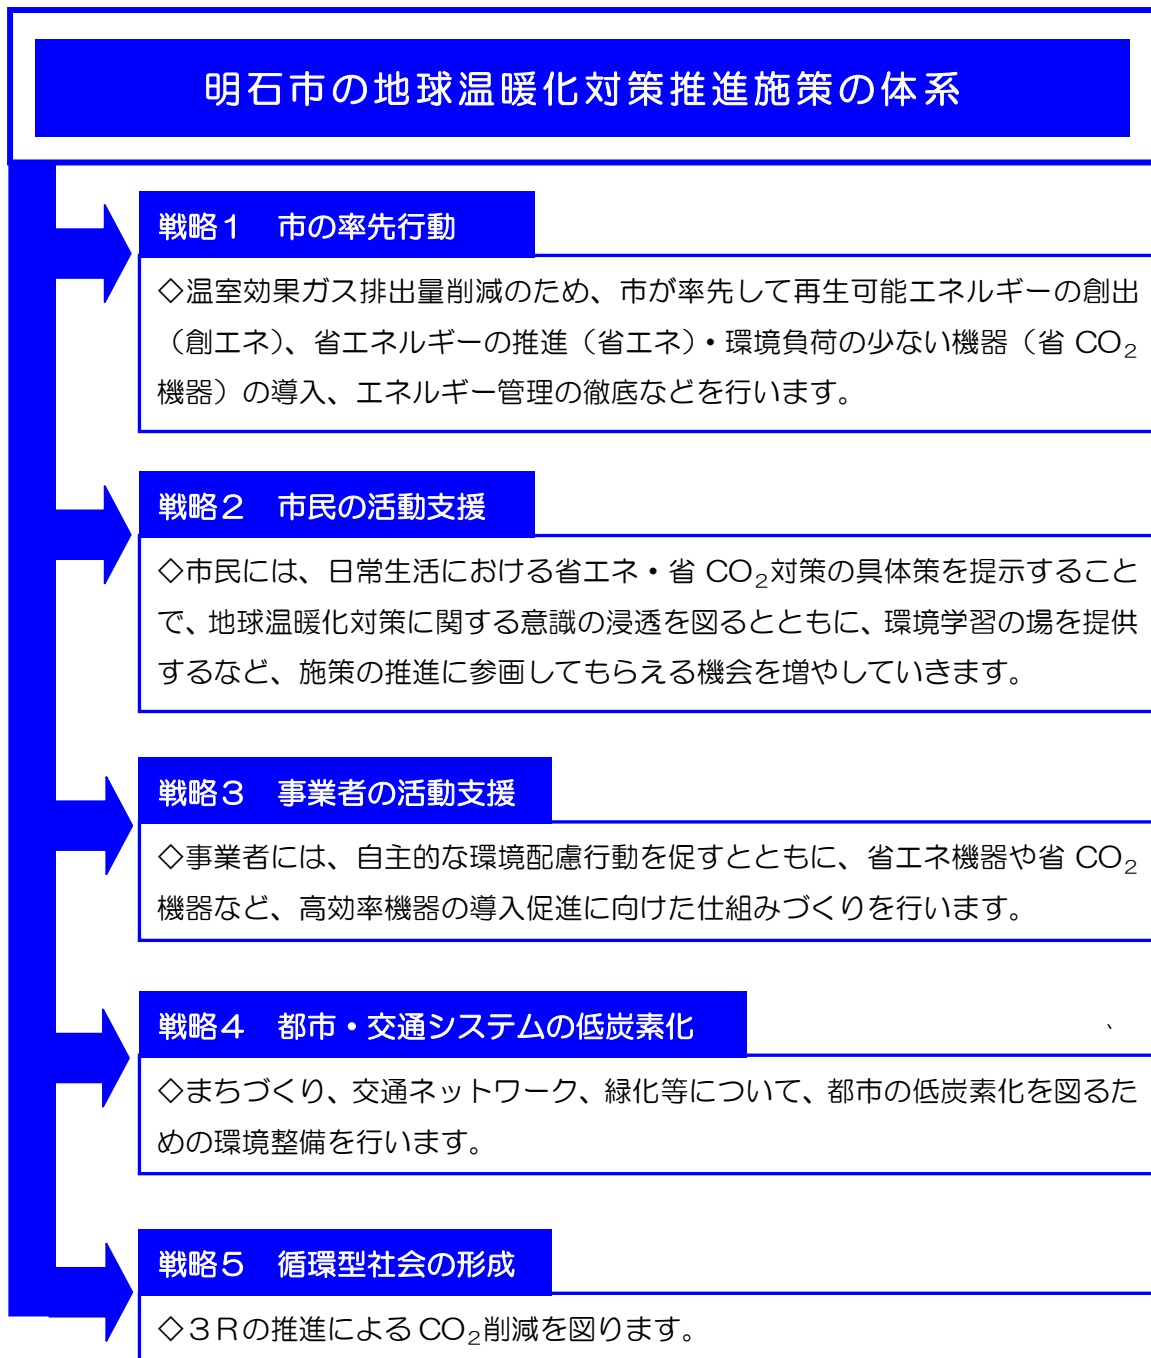 明石市の地球温暖化対策推進施策の体系
戦略１　市の率先行動
◇温室効果ガス排出量削減のため、市が率先して再生可能エネルギーの創出
（創エネ）、省エネルギーの推進（省エネ）・環境負荷の少ない機器（省 CO₂
機器）の導入、エネルギー管理の徹底などを行います。
戦略２　市民の活動支援
◇市民には、日常生活における省エネ・省 CO₂対策の具体策を提示すること
で、地球温暖化対策に関する意識の浸透を図るとともに、環境学習の場を提供
するなど、施策の推進に参画してもらえる機会を増やしていきます。
戦略３　事業者の活動支援
◇事業者には、自主的な環境配慮行動を促すとともに、省エネ機器や省 CO₂
機器など、高効率機器の導入促進に向けた仕組みづくりを行います。
戦略４　都市・交通システムの低炭素化
、
◇まちづくり、交通ネットワーク、緑化等について、都市の低炭素化を図るた
めの環境整備を行います。
戦略５　循環型社会の形成
◇３Ｒの推進による CO₂削減を図ります。